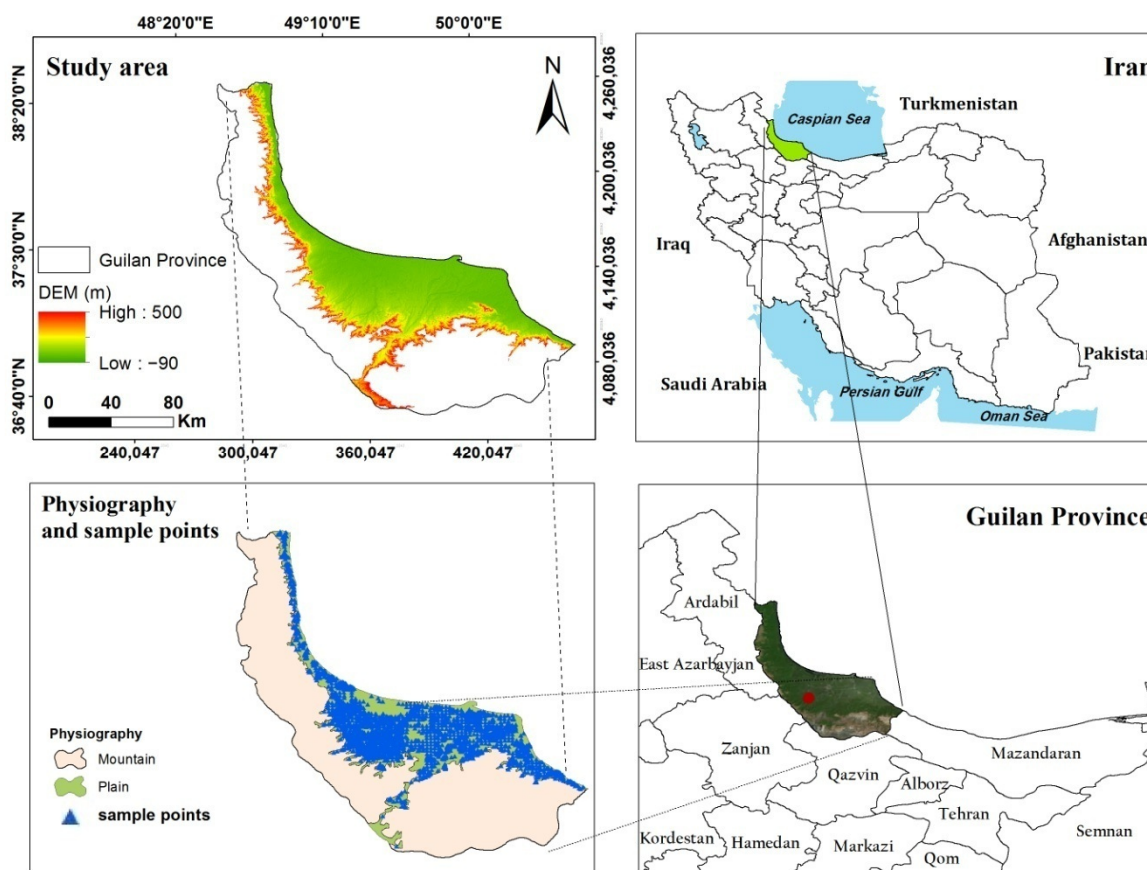 48°20'0"E 49°10'0"E 50°0'0"E
Study area
N
38°20'0"N
37°30'0"N
36°40'0"N
4,260,036
4,200,036
4,140,036
4,080,036
Guilan Province
DEM (m)
High : 500
Low : −90
0 40 80
Km
240,047 300,047 360,047 420,047
Iran
Turkmenistan
Caspian Sea
Iraq
Afghanistan
Pakistan
Saudi Arabia
Persian Gulf
Oman Sea
Physiography
and sample points
Physiography
Mountain
Plain
sample points
Guilan Province
Ardabil
East Azarbayjan
Zanjan
Mazandaran
Qazvin
Alborz
Tehran
Semnan
Kordestan
Hamedan
Markazi
Qom